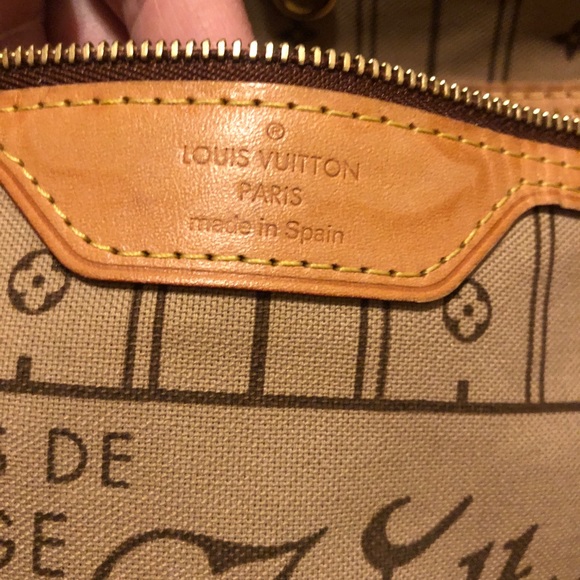 ®
LOUIS VUITTON
PARIS
made in Spain
DE
GE